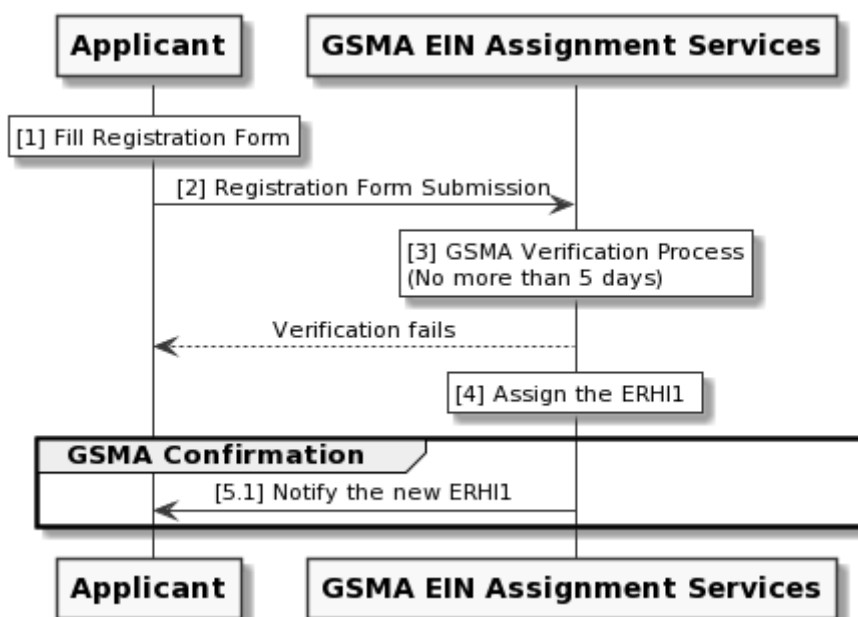 Applicant
GSMA EIN Assignment Services
[1] Fill Registration Form
[2] Registration Form Submission
[3] GSMA Verification Process
(No more than 5 days)
Verification fails
[4] Assign the ERHI1
GSMA Confirmation
[5.1] Notify the new ERHI1
Applicant
GSMA EIN Assignment Services